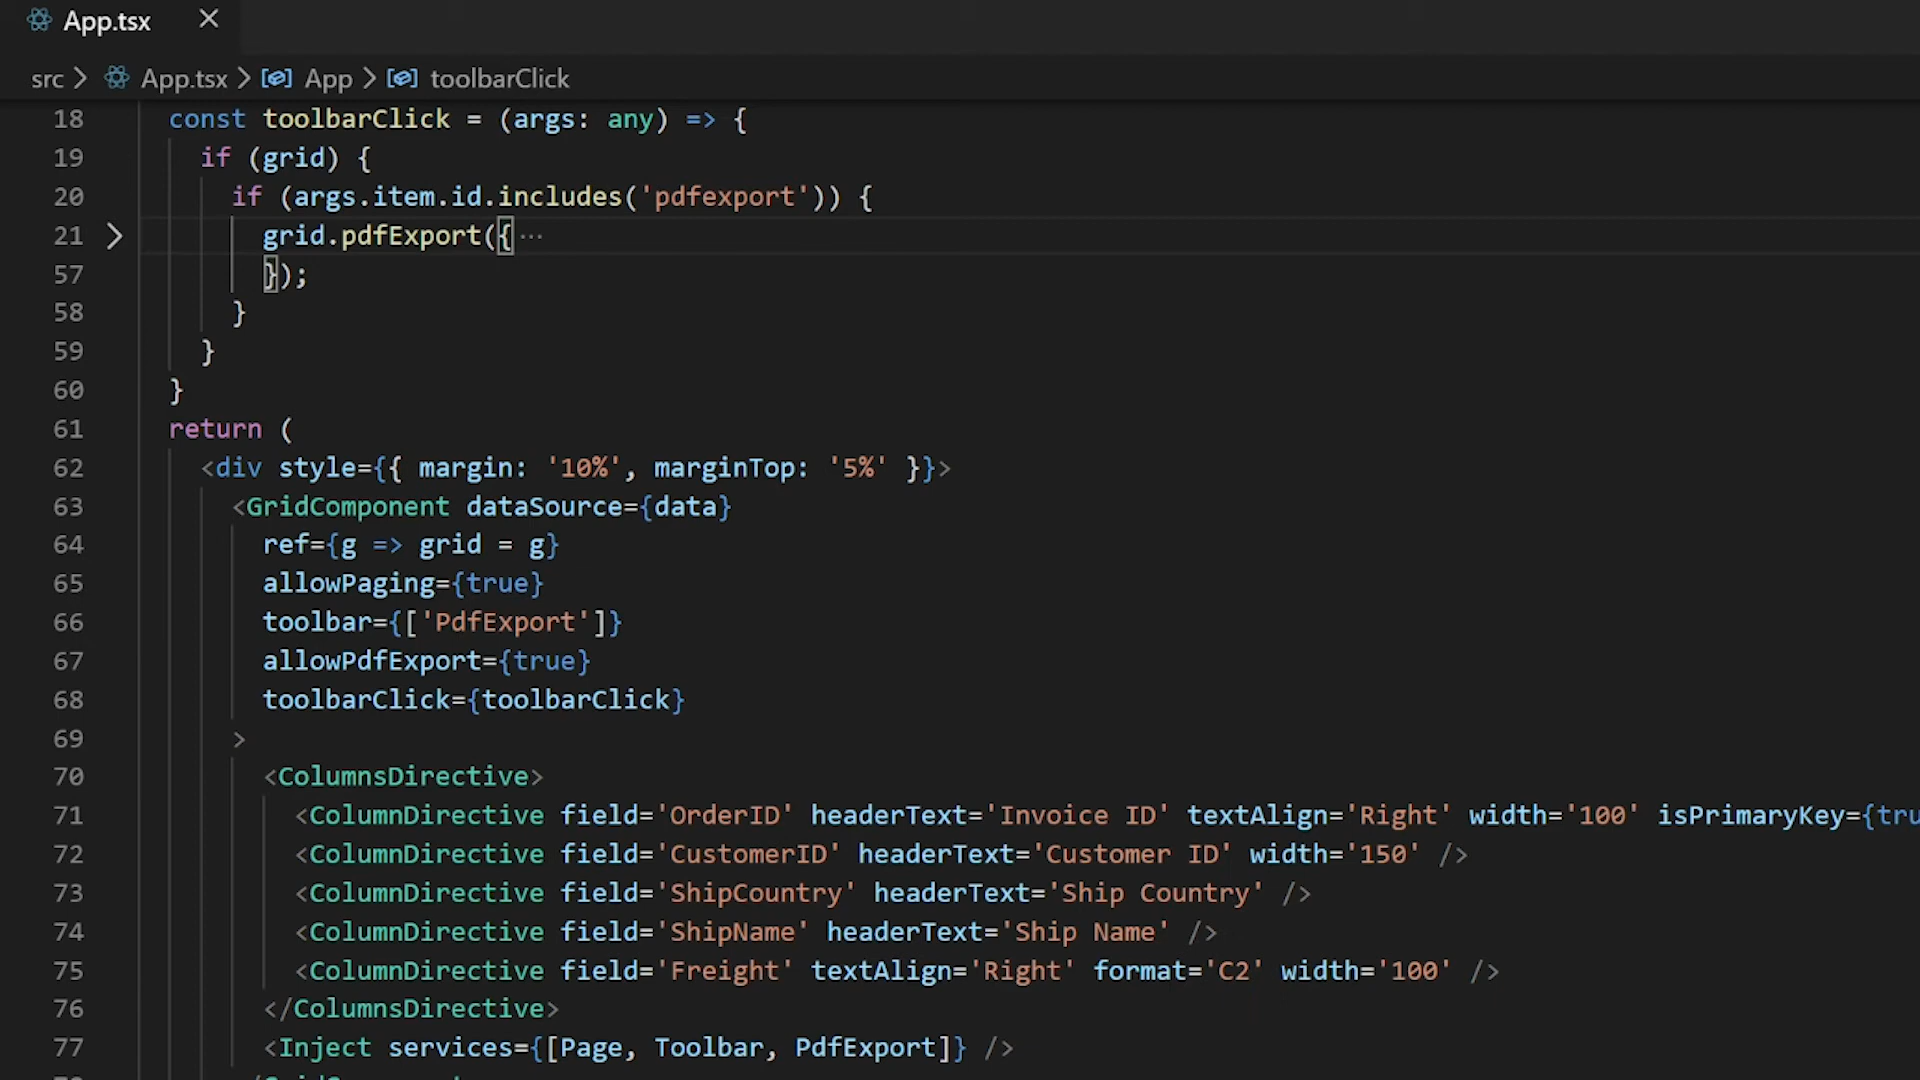 App.tsx
src > App.tsx > App > toolbarClick
18 const toolbarClick = (args: any) => {
19 if (grid) {
20 if (args.item.id.includes('pdfexport')) {
21 grid.pdfExport({ ···
57 });
58 }
59 }
60 }
61 return (
62 <div style={{ margin: '10%', marginTop: '5%' }}>
63 <GridComponent dataSource={data}
64 ref={g => grid = g}
65 allowPaging={true}
66 toolbar={['PdfExport']}
67 allowPdfExport={true}
68 toolbarClick={toolbarClick}
69 >
70 <ColumnsDirective>
71 <ColumnDirective field='OrderID' headerText='Invoice ID' textAlign='Right' width='100' isPrimaryKey={tru
72 <ColumnDirective field='CustomerID' headerText='Customer ID' width='150' />
73 <ColumnDirective field='ShipCountry' headerText='Ship Country' />
74 <ColumnDirective field='ShipName' headerText='Ship Name' />
75 <ColumnDirective field='Freight' textAlign='Right' format='C2' width='100' />
76 </ColumnsDirective>
77 <Inject services={[Page, Toolbar, PdfExport]} />